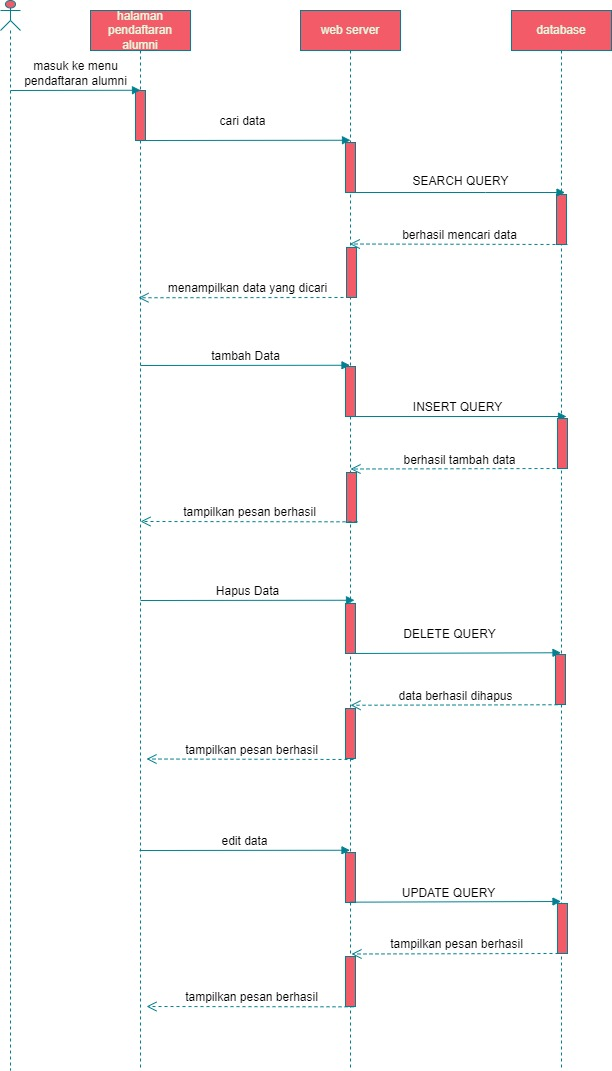 halaman
pendaftaran
alumni
web server
database
masuk ke menu
pendaftaran alumni
cari data
SEARCH QUERY
berhasil mencari data
menampilkan data yang dicari
tambah Data
INSERT QUERY
berhasil tambah data
tampilkan pesan berhasil
Hapus Data
DELETE QUERY
data berhasil dihapus
tampilkan pesan berhasil
edit data
UPDATE QUERY
tampilkan pesan berhasil
tampilkan pesan berhasil